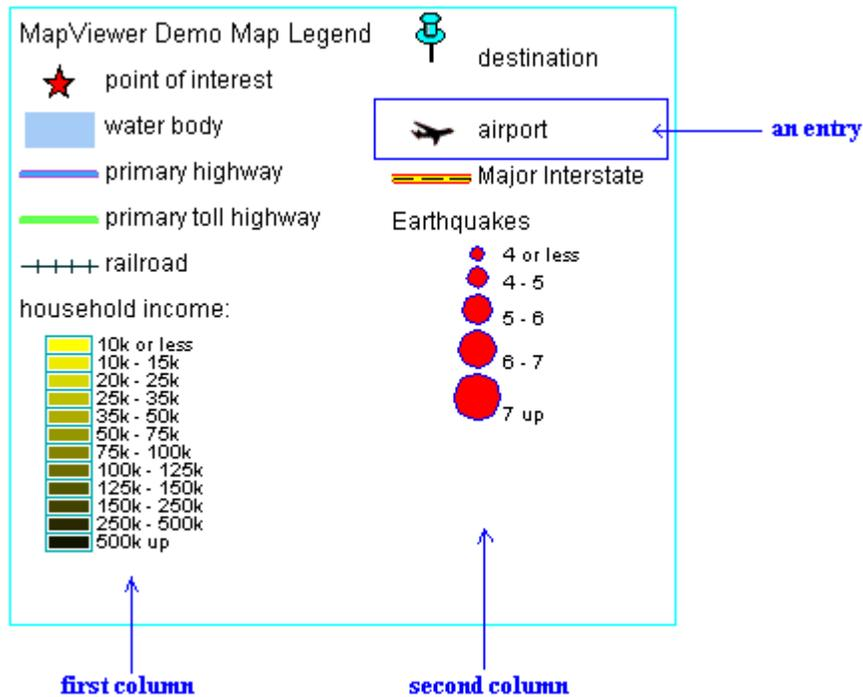 MapViewer Demo Map Legend
point of interest
water body
primary highway
primary toll highway
railroad
household income:
10k or less
10k - 15k
20k - 25k
25k - 35k
35k - 50k
50k - 75k
75k - 100k
100k - 125k
125k - 150k
150k - 250k
250k - 500k
500k up
destination
airport
Major Interstate
Earthquakes
4 or less
4 - 5
5 - 6
6 - 7
7 up
an entry
first column
second column